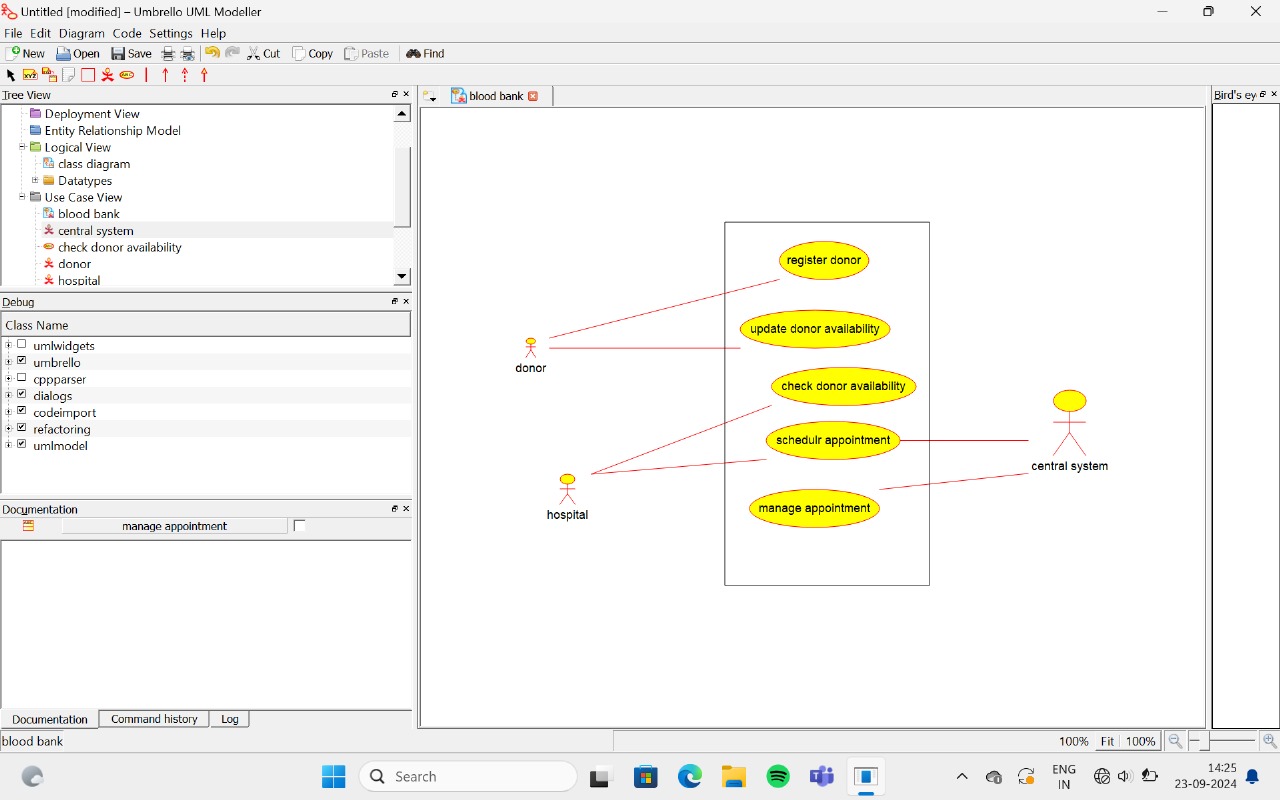 Untitled [modified] – Umbrello UML Modeller
File Edit Diagram Code Settings Help
New Open Save Cut Copy Paste Find
Tree View
blood bank
Bird's ey
Deployment View
Entity Relationship Model
Logical View
class diagram
Datatypes
Use Case View
blood bank
central system
check donor availability
donor
hospital
Debug
Class Name
umlwidgets
umbrello
cppparser
dialogs
codeimport
refactoring
umlmodel
Documentation
manage appointment
Documentation Command history Log
register donor
update donor availability
donor
check donor availability
schedulr appointment
central system
hospital
manage appointment
blood bank
100% Fit 100%
Search
ENG
IN
14:25
23-09-2024